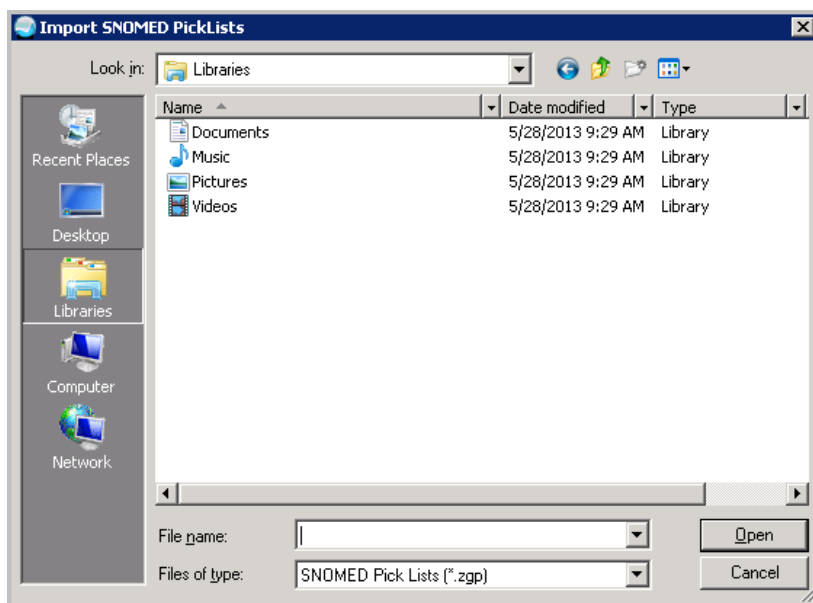 Import SNOMED PickLists
Look in: Libraries
Name Date modified Type
Documents 5/28/2013 9:29 AM Library
Music 5/28/2013 9:29 AM Library
Pictures 5/28/2013 9:29 AM Library
Videos 5/28/2013 9:29 AM Library
Recent Places
Desktop
Libraries
Computer
Network
File name: Open
Files of type: SNOMED Pick Lists (*.zgp) Cancel